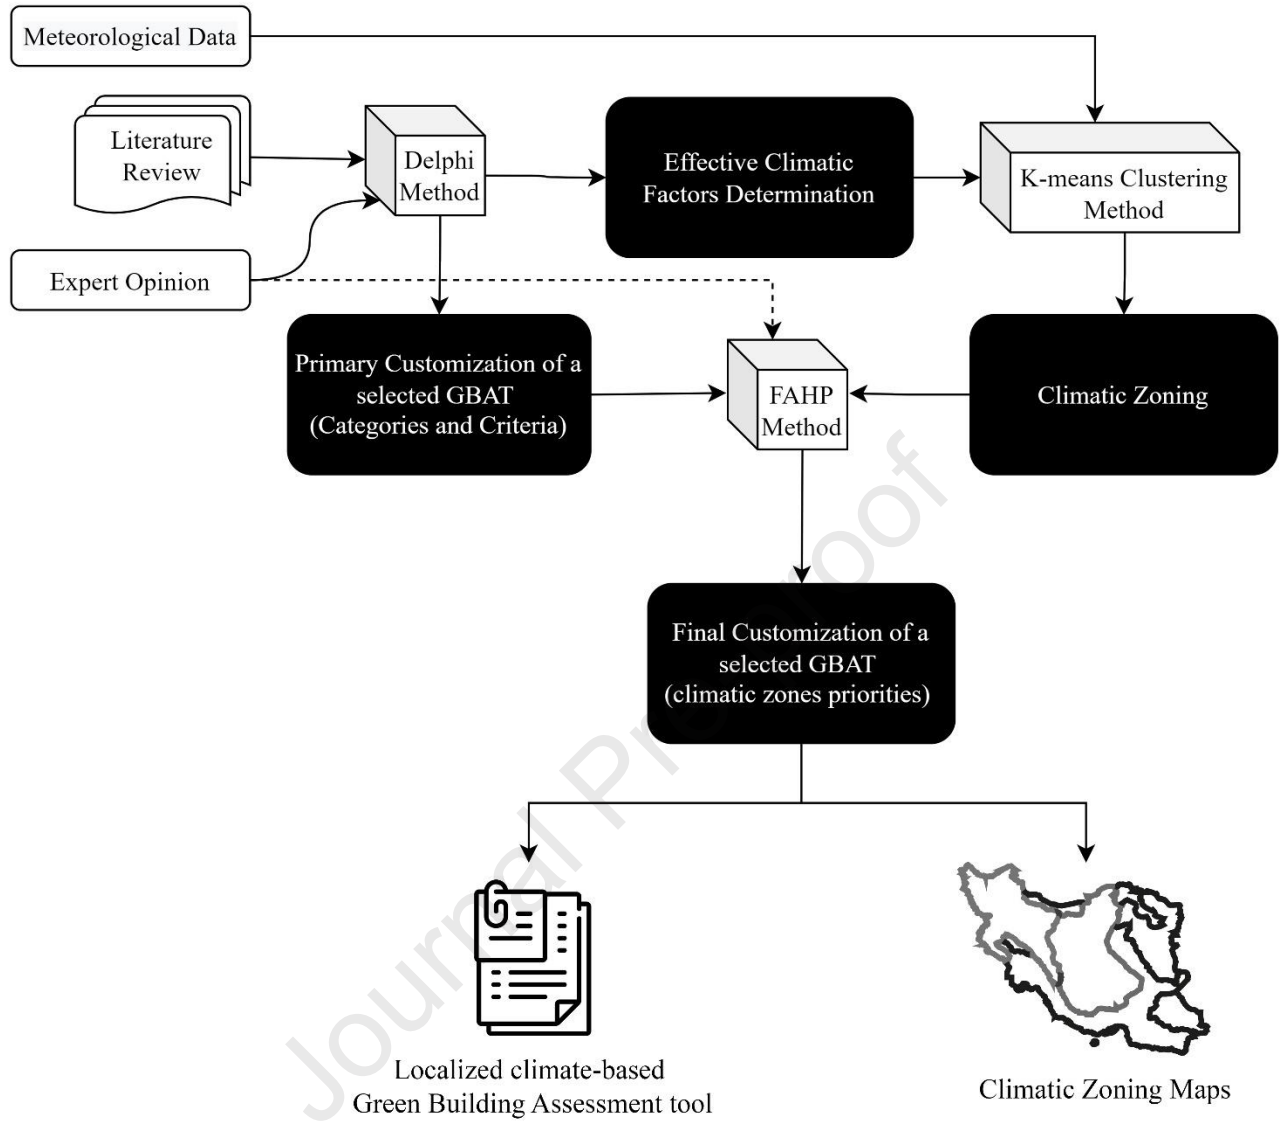 Meteorological Data
Literature
Review
Delphi
Method
Effective Climatic
Factors Determination
K-means Clustering
Method
Expert Opinion
Primary Customization of a
selected GBAT
(Categories and Criteria)
FAHP
Method
Climatic Zoning
Final Customization of a
selected GBAT
(climatic zones priorities)
Journal Pre-proof
Localized climate-based
Green Building Assessment tool
Climatic Zoning Maps